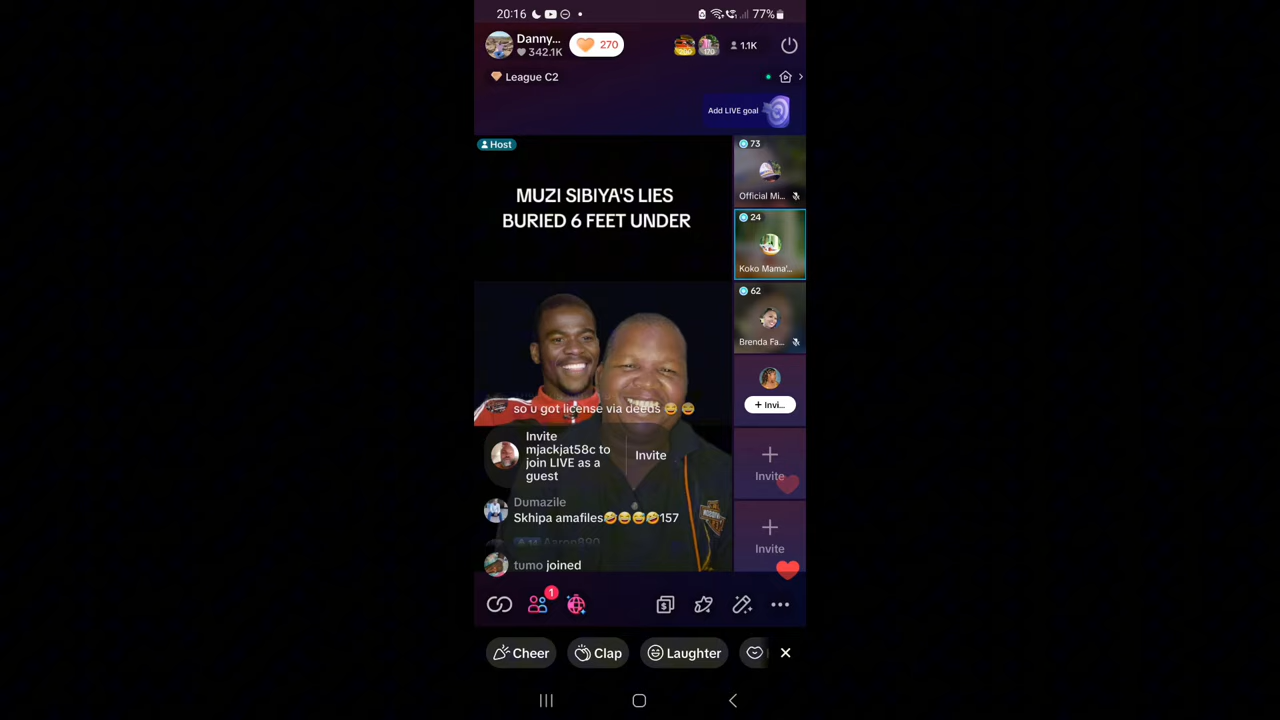 20:16
77%
Danny...
342.1K
270
200
170
1.1K
League C2
Add LIVE goal
Host
73
MUZI SIBIYA'S LIES
BURIED 6 FEET UNDER
Official Mi...
24
Koko Mama'...
62
Brenda Fa...
so u got license via deeds 😅 😅
+ Invi...
Invite
mjackjat58c to
join LIVE as a
guest
Invite
Invite
Dumazile
Skhipa amafiles🤣😅😅🤣157
Aaron890
Invite
tumo joined
1
Cheer
Clap
Laughter